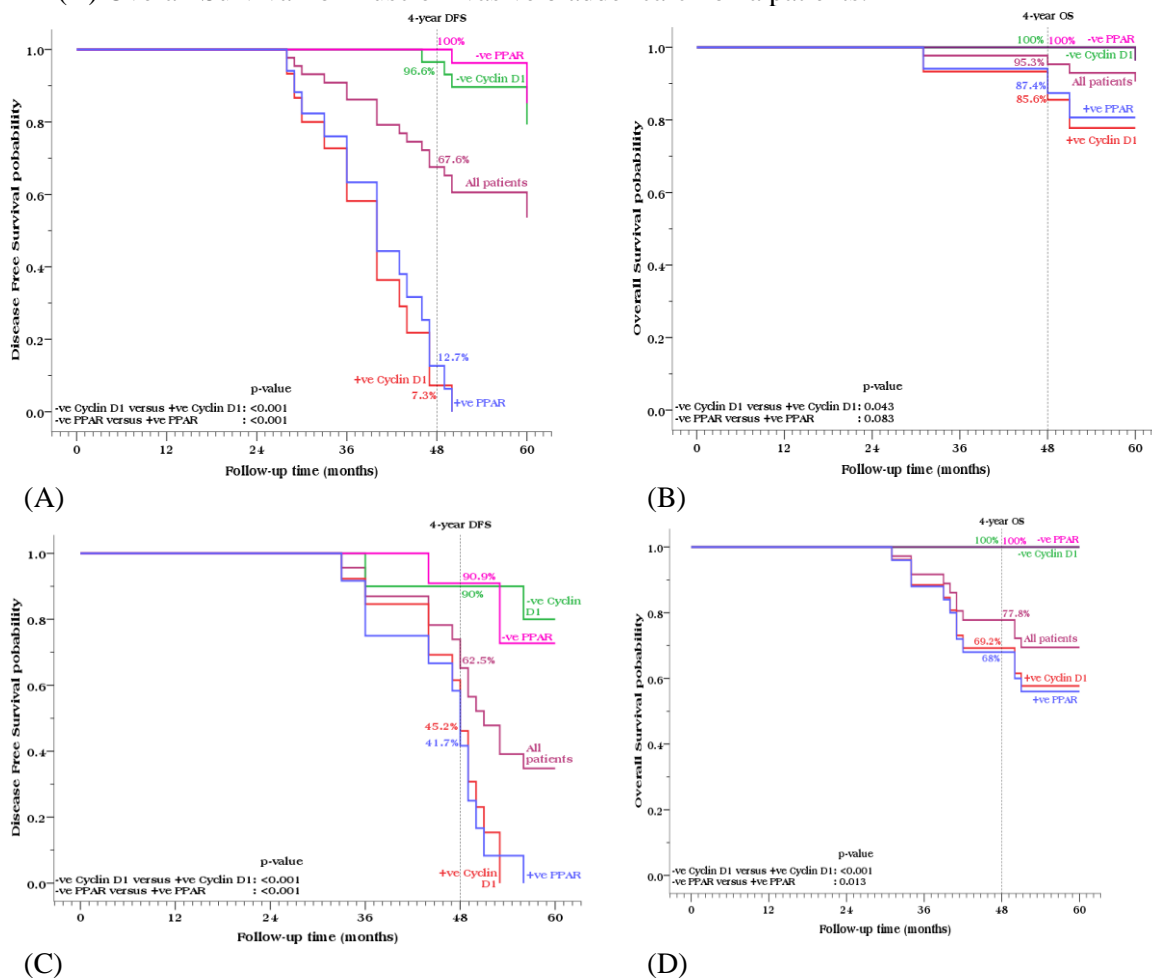 Overall Survival of muscle invasive bladder carcinoma patients.
4-year DFS
100%
-ve PPAR
96.6%
-ve Cyclin D1
67.6%
All patients
12.7%
+ve Cyclin D1
7.3%
+ve PPAR
p-value
-ve Cyclin D1 versus +ve Cyclin D1: <0.001
-ve PPAR versus +ve PPAR : <0.001
Disease Free Survival pobability
1.0
0.8
0.6
0.4
0.2
0.0
0 12 24 36 48 60
Follow-up time (months)
(A)
4-year OS
100% 100%
-ve PPAR
-ve Cyclin D1
95.3%
All patients
87.4%
85.6%
+ve PPAR
+ve Cyclin D1
p-value
-ve Cyclin D1 versus +ve Cyclin D1: 0.043
-ve PPAR versus +ve PPAR : 0.083
Overall Survival pobability
1.0
0.8
0.6
0.4
0.2
0.0
0 12 24 36 48 60
Follow-up time (months)
(B)
4-year DFS
90.9%
90%
-ve Cyclin
D1
-ve PPAR
62.5%
45.2%
41.7%
All
patients
+ve Cyclin
D1
+ve PPAR
p-value
-ve Cyclin D1 versus +ve Cyclin D1: <0.001
-ve PPAR versus +ve PPAR : <0.001
Disease Free Survival pobability
1.0
0.8
0.6
0.4
0.2
0.0
0 12 24 36 48 60
Follow-up time (months)
(C)
4-year OS
100% 100%
-ve PPAR
-ve Cyclin D1
77.8%
All patients
69.2%
68%
+ve Cyclin D1
+ve PPAR
p-value
-ve Cyclin D1 versus +ve Cyclin D1: <0.001
-ve PPAR versus +ve PPAR : 0.013
Overall Survival pobability
1.0
0.8
0.6
0.4
0.2
0.0
0 12 24 36 48 60
Follow-up time (months)
(D)